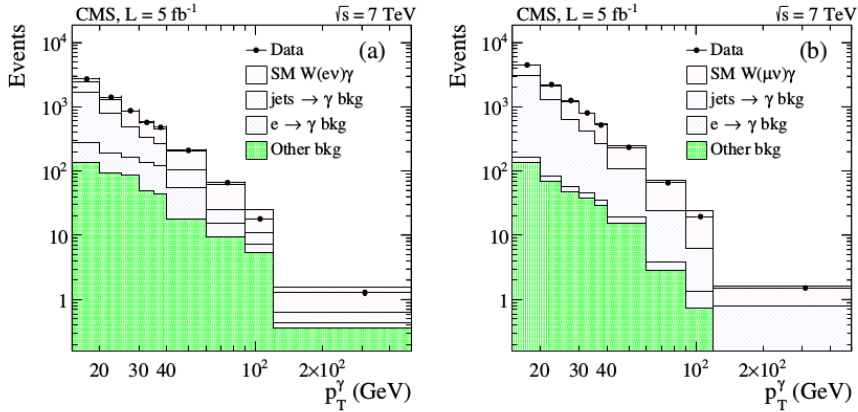 CMS, L = 5 fb⁻¹ √s = 7 TeV
(a)
Events
10⁴
10³
10²
10
1
Data
SM W(eν)γ
jets → γ bkg
e → γ bkg
Other bkg
20 30 40 10² 2×10²
p_T^γ (GeV)
CMS, L = 5 fb⁻¹ √s = 7 TeV
(b)
Events
10⁴
10³
10²
10
1
Data
SM W(μν)γ
jets → γ bkg
e → γ bkg
Other bkg
20 30 40 10² 2×10²
p_T^γ (GeV)